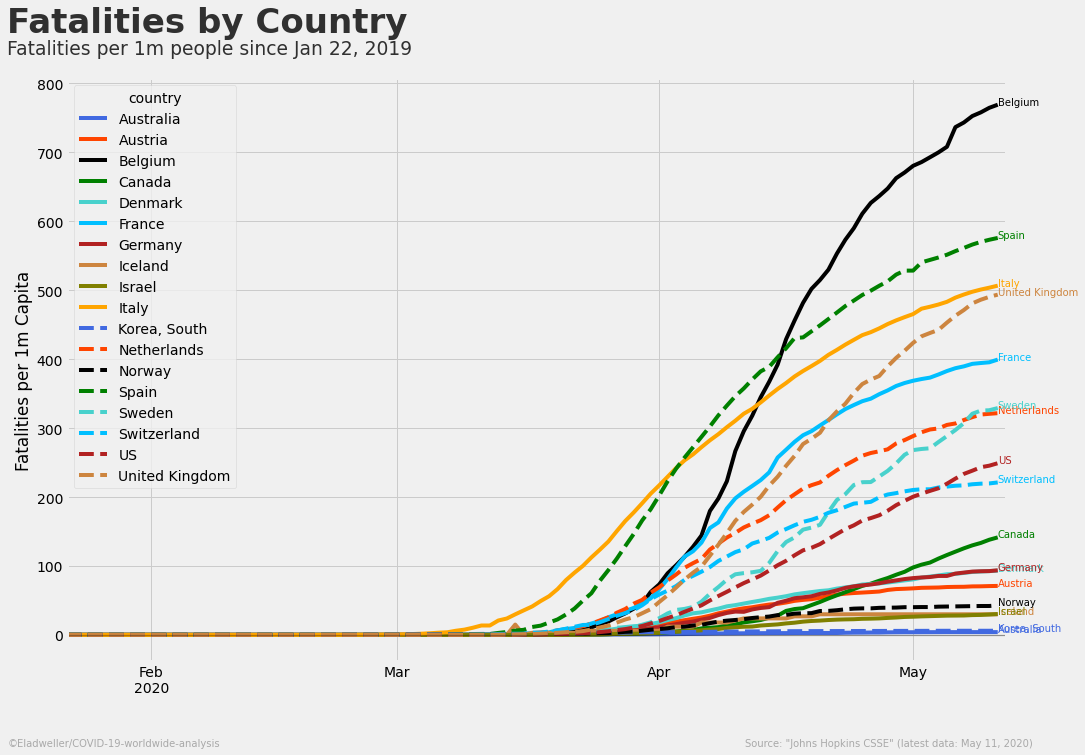 Fatalities by Country
Fatalities per 1m people since Jan 22, 2019
Fatalities per 1m Capita
800
700
600
500
400
300
200
100
0
country
Australia
Austria
Belgium
Canada
Denmark
France
Germany
Iceland
Israel
Italy
Korea, South
Netherlands
Norway
Spain
Sweden
Switzerland
US
United Kingdom
Belgium
Spain
Italy
United Kingdom
France
Sweden
Netherlands
US
Switzerland
Canada
Germany
Austria
Norway
Israel
Korea, South
Australia
Feb
2020
Mar
Apr
May
©Eladweller/COVID-19-worldwide-analysis
Source: "Johns Hopkins CSSE" (latest data: May 11, 2020)